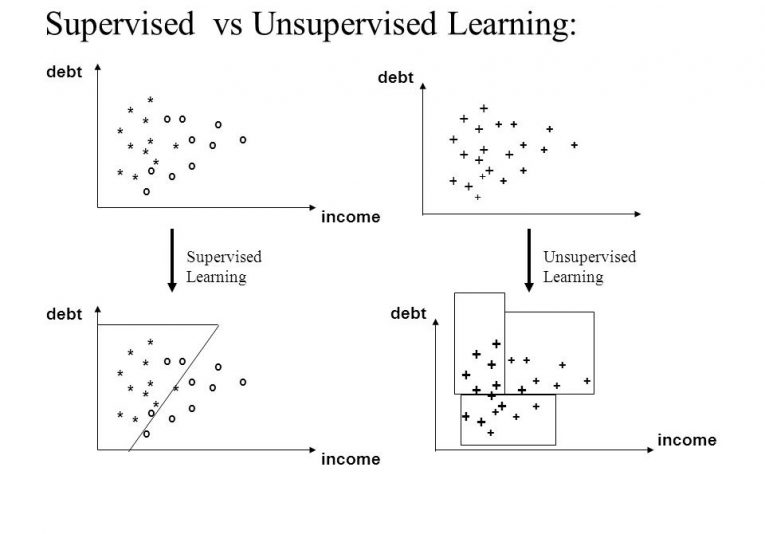 Supervised vs Unsupervised Learning:
debt
income
debt
Supervised
Learning
Unsupervised
Learning
debt
income
debt
income